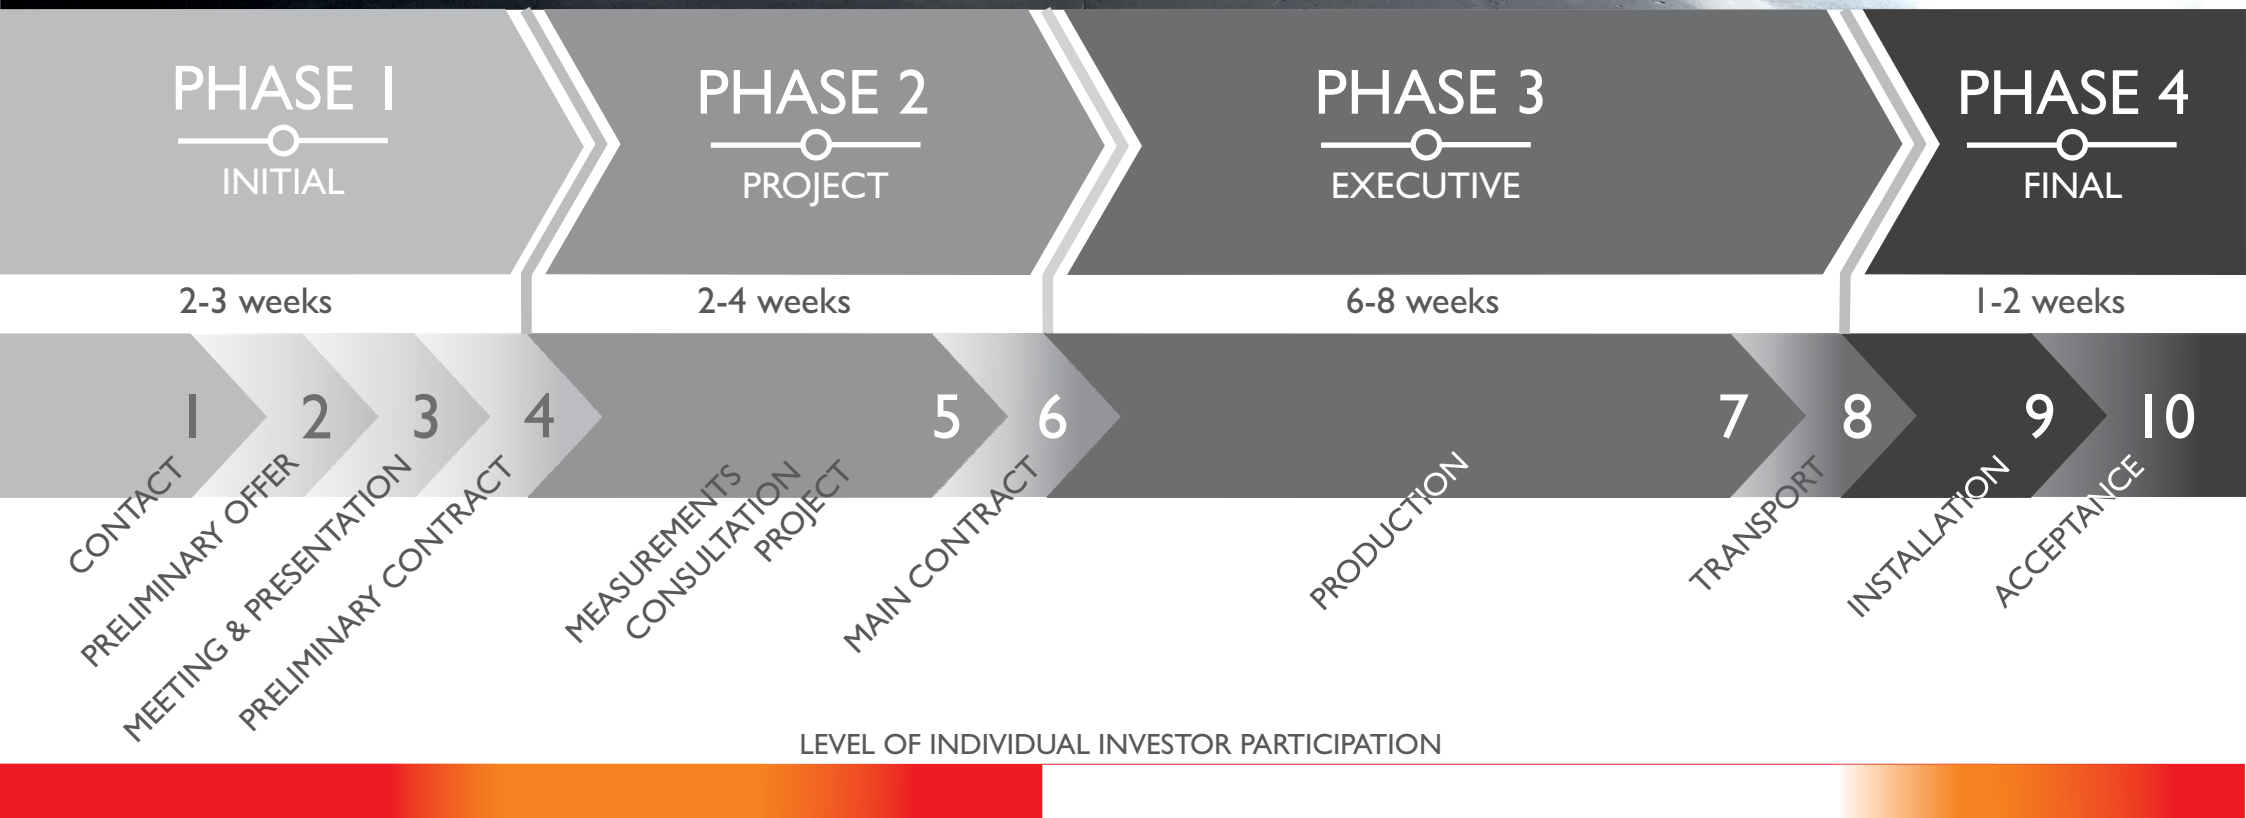 PHASE 1
INITIAL
PHASE 2
PROJECT
PHASE 3
EXECUTIVE
PHASE 4
FINAL
2-3 weeks
2-4 weeks
6-8 weeks
1-2 weeks
1
2
3
4
5
6
7
8
9
10
CONTACT
PRELIMINARY OFFER
MEETING & PRESENTATION
PRELIMINARY CONTRACT
MEASUREMENTS
CONSULTATION
PROJECT
MAIN CONTRACT
PRODUCTION
TRANSPORT
INSTALLATION
ACCEPTANCE
LEVEL OF INDIVIDUAL INVESTOR PARTICIPATION